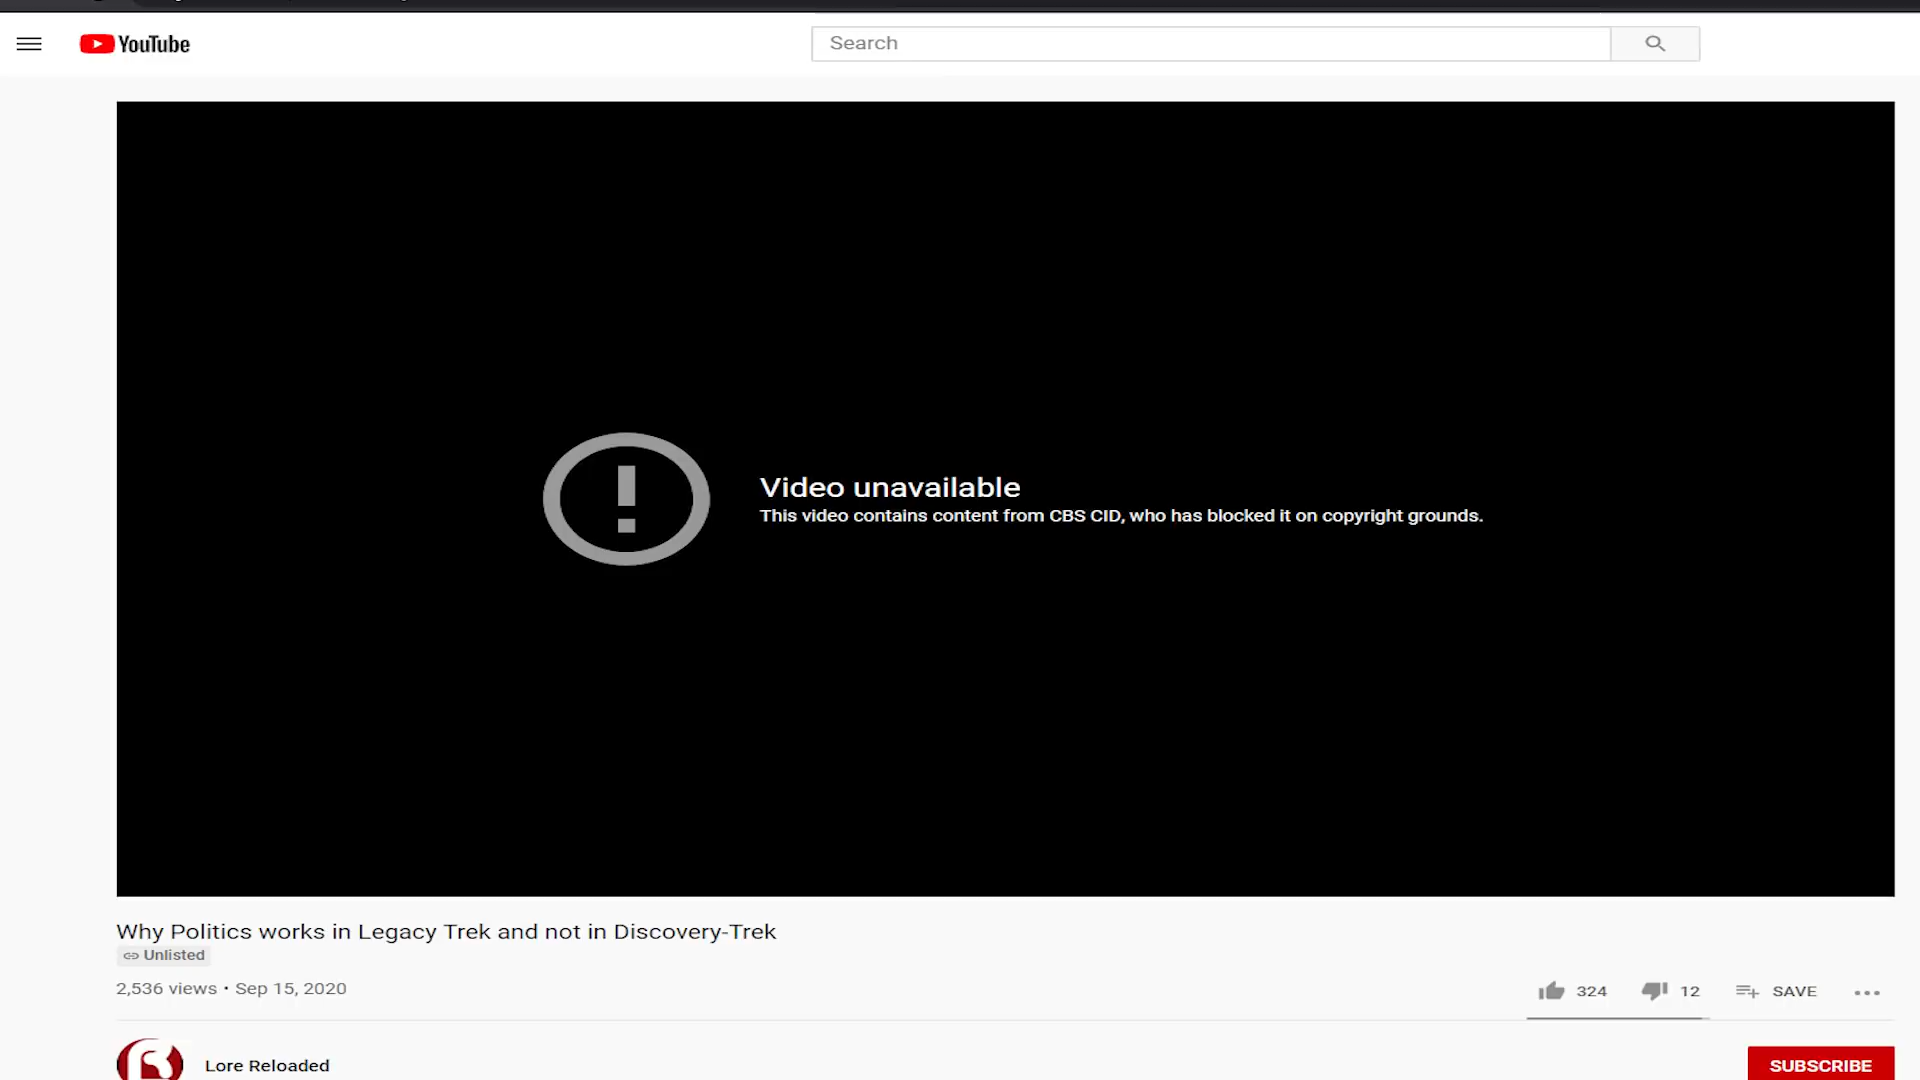 YouTube
Search
Video unavailable
This video contains content from CBS CID, who has blocked it on copyright grounds.
Why Politics works in Legacy Trek and not in Discovery-Trek
Unlisted
2,536 views • Sep 15, 2020
324
12
SAVE
Lore Reloaded
SUBSCRIBE